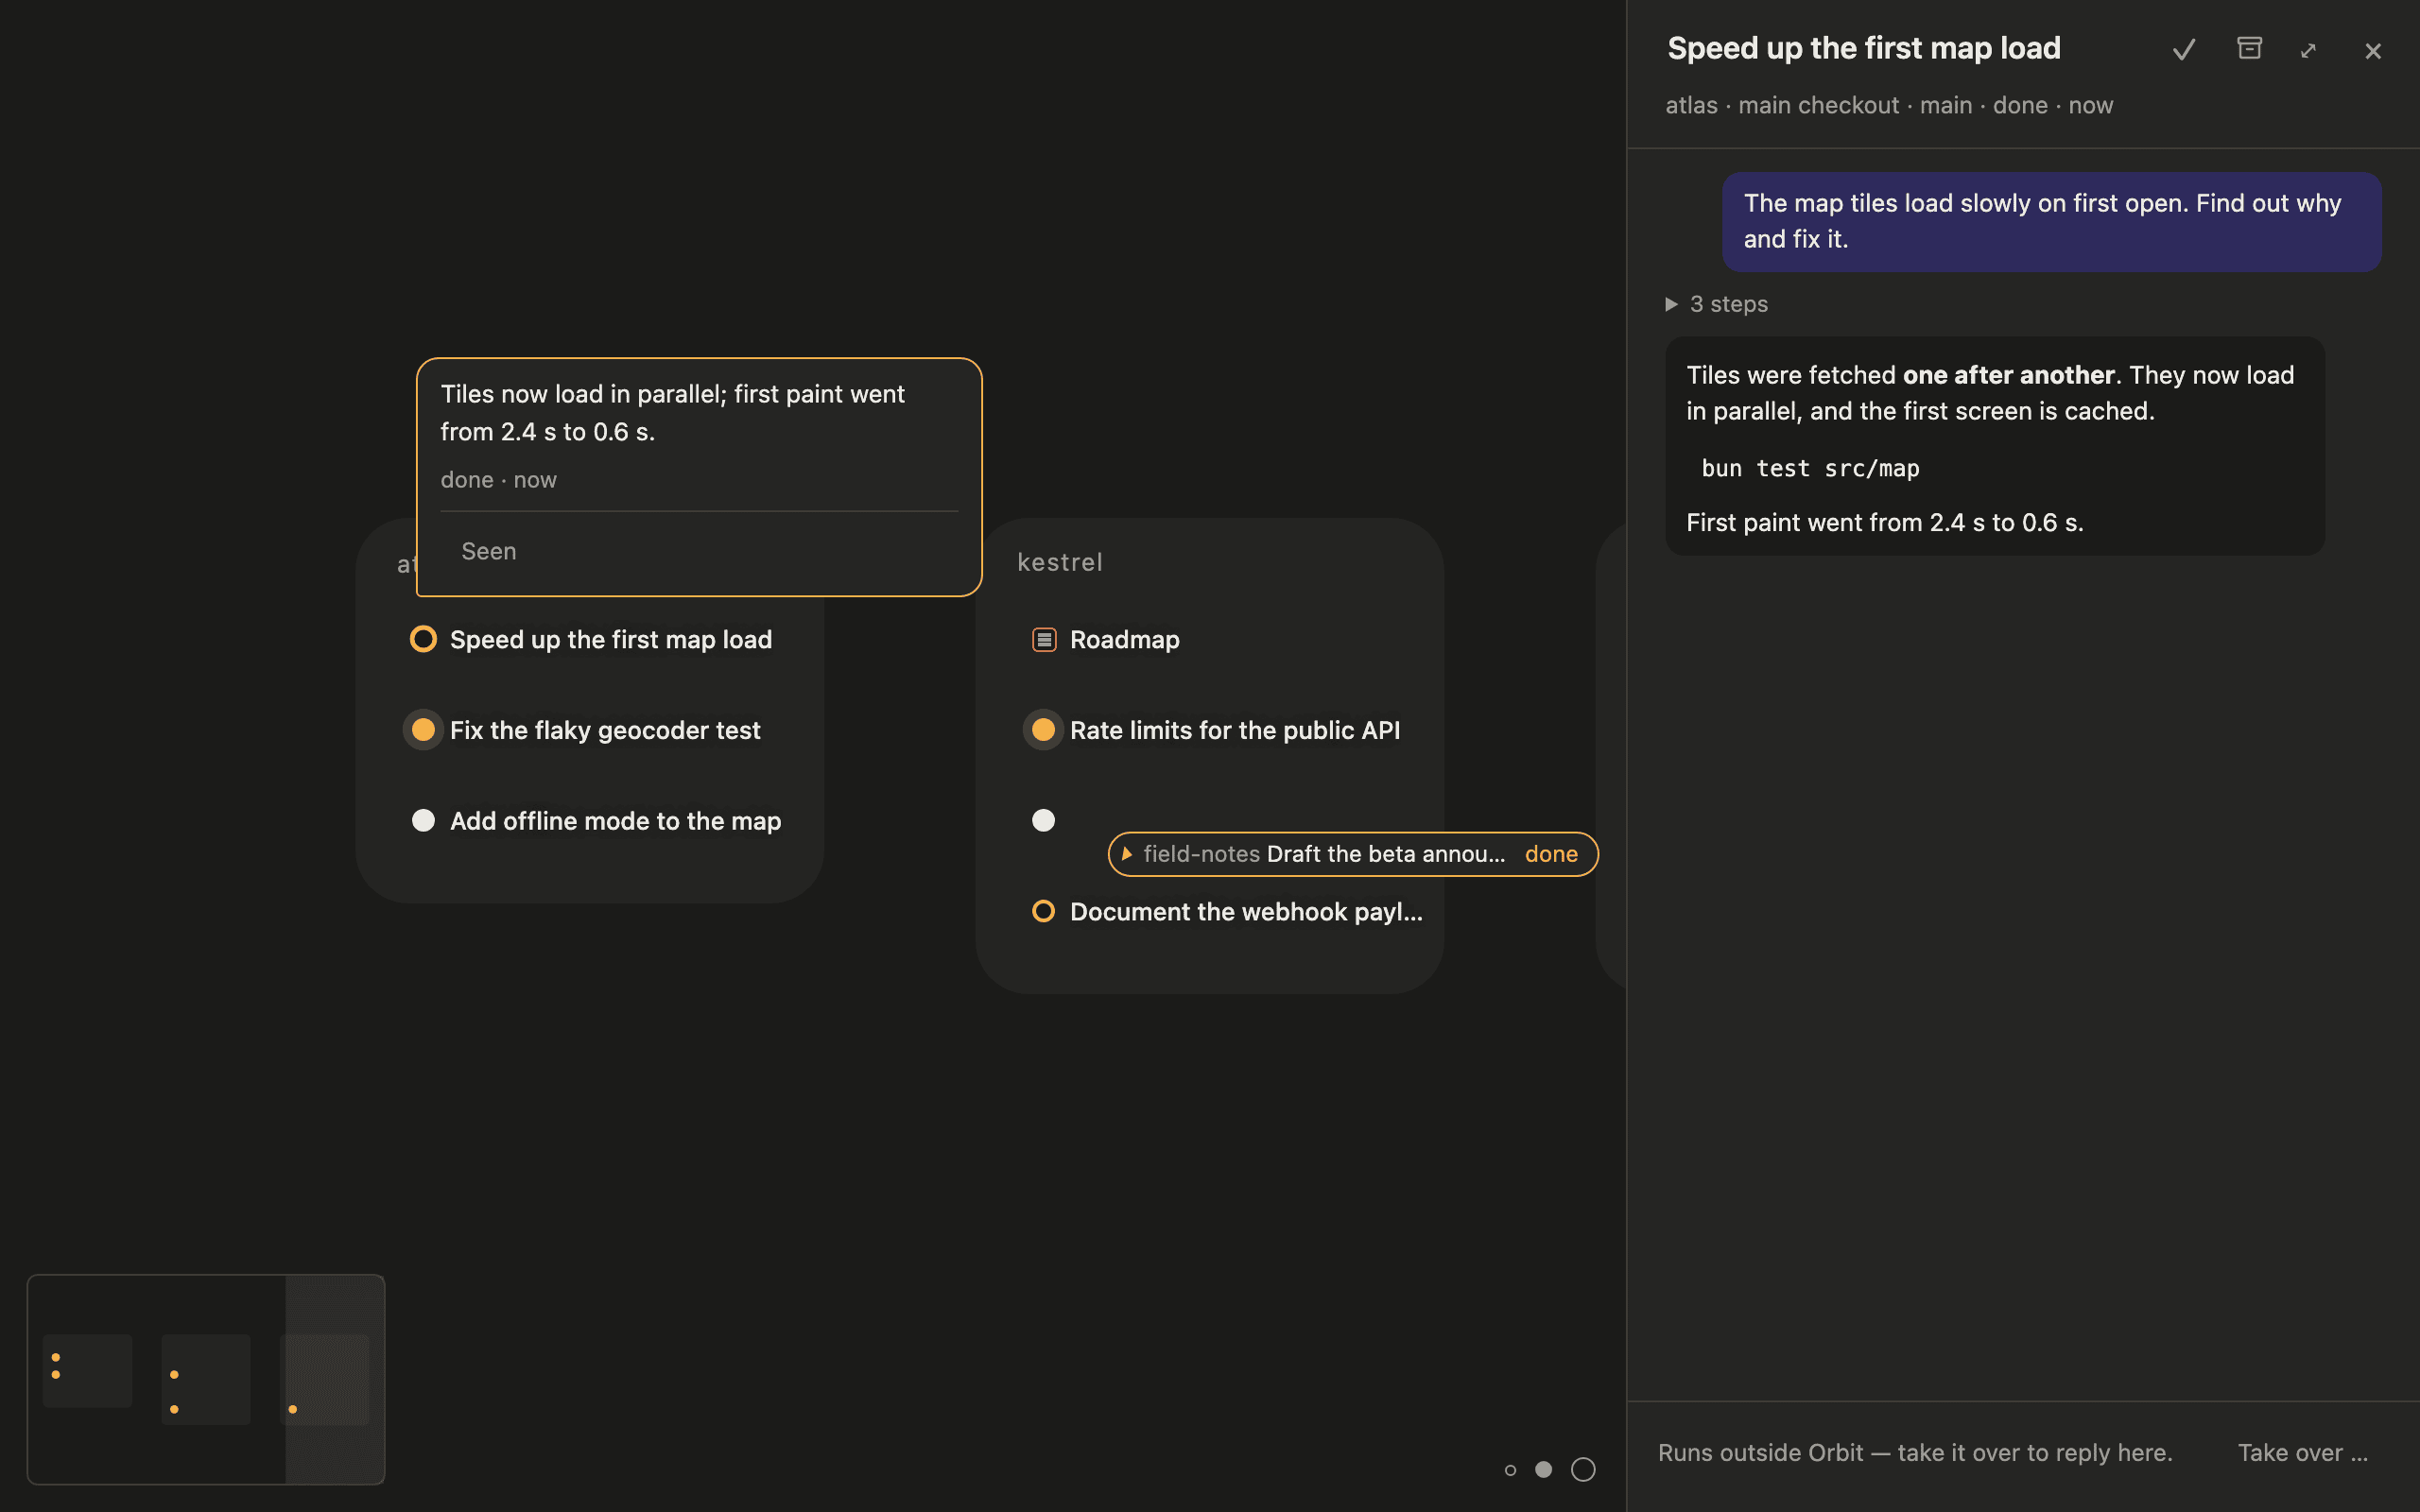 Tiles now load in parallel; first paint went
from 2.4 s to 0.6 s.
done · now
Seen
at
Speed up the first map load
Fix the flaky geocoder test
Add offline mode to the map
kestrel
Roadmap
Rate limits for the public API
field-notes Draft the beta annou... done
Document the webhook payl...
Speed up the first map load
atlas · main checkout · main · done · now
The map tiles load slowly on first open. Find out why
and fix it.
3 steps
Tiles were fetched one after another. They now load
in parallel, and the first screen is cached.
bun test src/map
First paint went from 2.4 s to 0.6 s.
Runs outside Orbit — take it over to reply here.
Take over ...